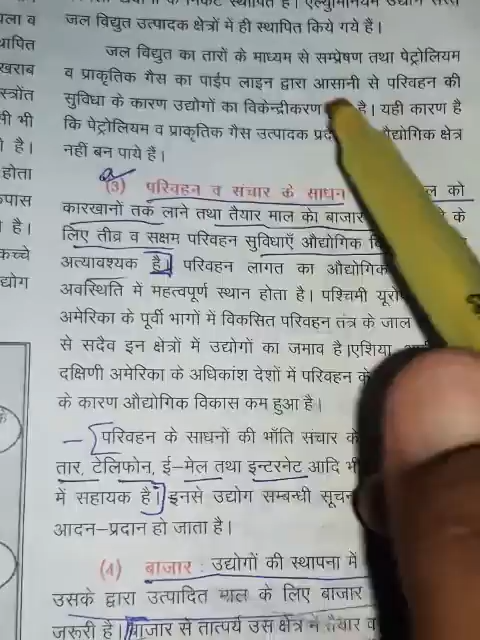 जल विद्युत उत्पादक क्षेत्रों में ही स्थापित किये गये हैं।
जल विद्युत का तारों के माध्यम से सम्प्रेषण तथा पेट्रोलियम
व प्राकृतिक गैस का पाईप लाइन द्वारा आसानी से परिवहन की
सुविधा के कारण उद्योगों का विकेन्द्रीकरण है। यही कारण है
कि पेट्रोलियम व प्राकृतिक गैस उत्पादक औद्योगिक क्षेत्र
नहीं बन पाये हैं।
(3) परिवहन व संचार के साधन को
कारखानों तक लाने तथा तैयार माल को बाजार के
लिए तीव्र व सक्षम परिवहन सुविधाएँ औद्योगिक
अत्यावश्यक है। परिवहन लागत का औद्योगिक
अवस्थिति में महत्वपूर्ण स्थान होता है। पश्चिमी
अमेरिका के पूर्वी भागों में विकसित परिवहन तंत्र के जाल
से सदैव इन क्षेत्रों में उद्योगों का जमाव है।एशिया,
दक्षिणी अमेरिका के अधिकांश देशों में परिवहन
के कारण औद्योगिक विकास कम हुआ है।
परिवहन के साधनों की भाँति संचार के
तार, टेलिफोन, ई-मेल तथा इन्टरनेट आदि भी
में सहायक है। इनसे उद्योग सम्बन्धी
आदन-प्रदान हो जाता है।
(4) बाजार : उद्योगों की स्थापना में
उसके द्वारा उत्पादित माल के लिए बाजार
जरूरी है। बाजार से तात्पर्य उस क्षेत्र में तैयार